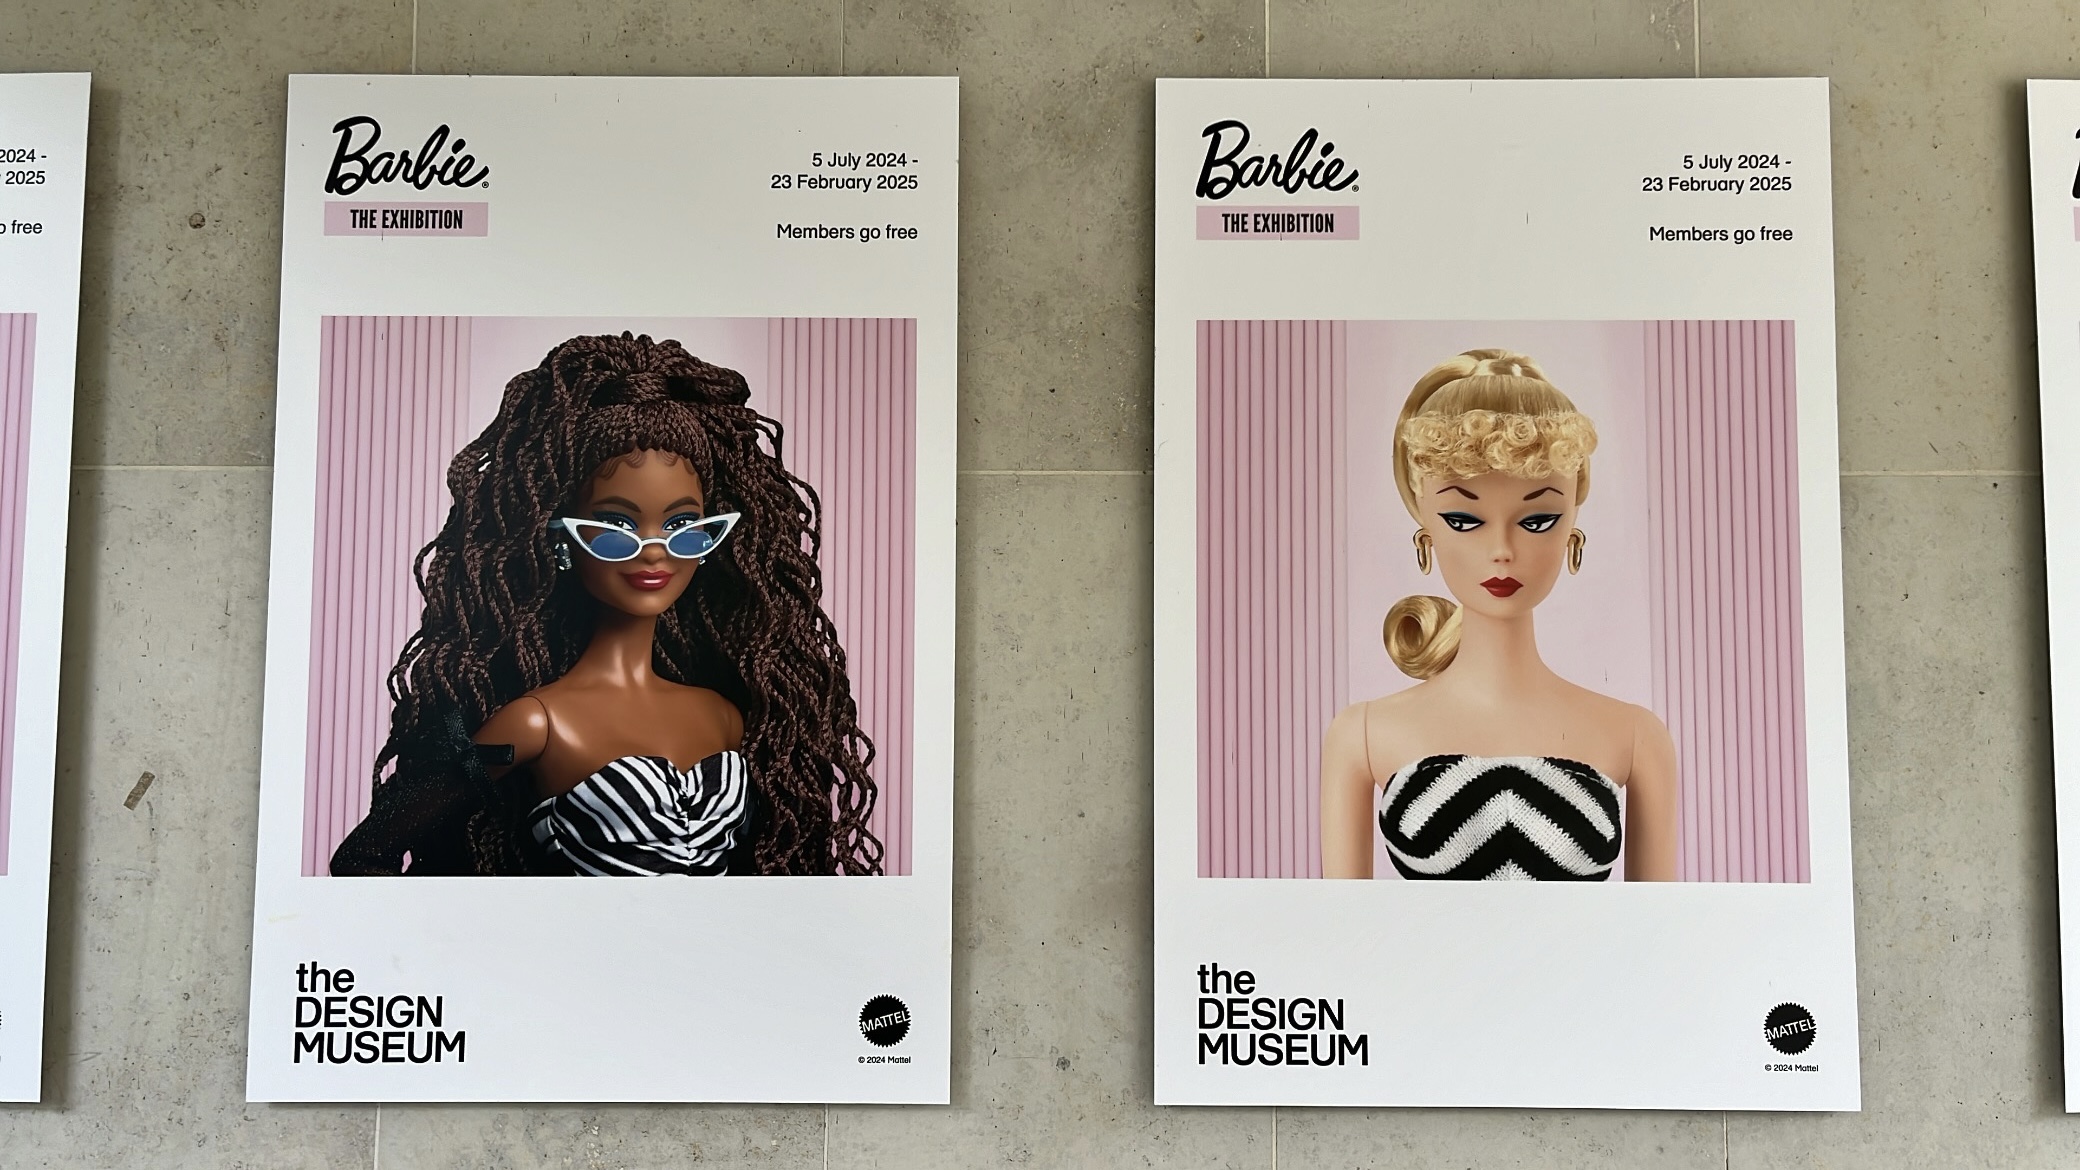 2024 -
2025
go free
Barbie®
THE EXHIBITION
5 July 2024 -
23 February 2025
Members go free
the
DESIGN
MUSEUM
MATTEL
© 2024 Mattel
Barbie®
THE EXHIBITION
5 July 2024 -
23 February 2025
Members go free
the
DESIGN
MUSEUM
MATTEL
© 2024 Mattel